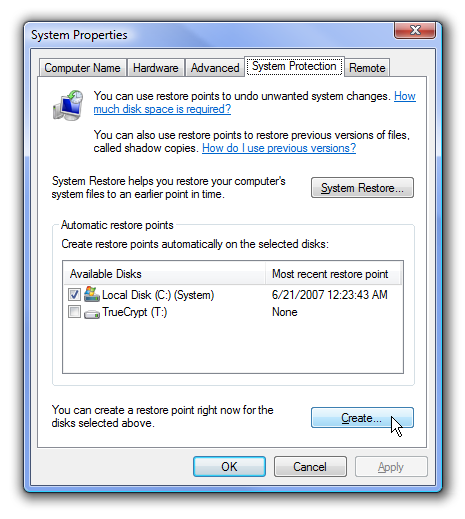 System Properties
Computer Name Hardware Advanced System Protection Remote
You can use restore points to undo unwanted system changes. How
much disk space is required?
You can also use restore points to restore previous versions of files,
called shadow copies. How do I use previous versions?
System Restore helps you restore your computer's
system files to an earlier point in time.
System Restore...
Automatic restore points
Create restore points automatically on the selected disks:
Available Disks Most recent restore point
Local Disk (C:) (System) 6/21/2007 12:23:43 AM
TrueCrypt (T:) None
You can create a restore point right now for the
disks selected above.
Create...
OK Cancel Apply